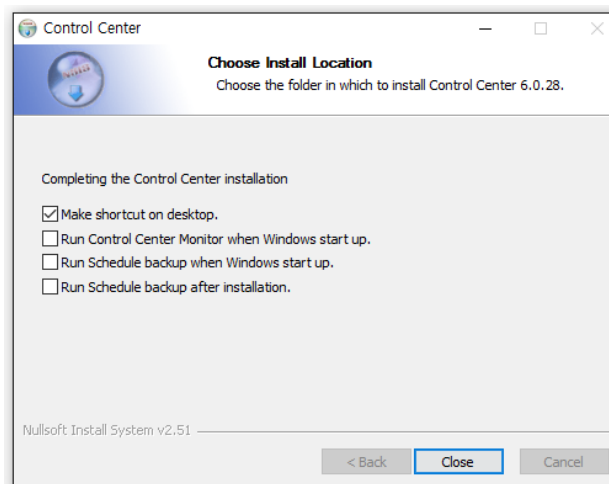 Control Center
Choose Install Location
Choose the folder in which to install Control Center 6.0.28.
Completing the Control Center installation
Make shortcut on desktop.
Run Control Center Monitor when Windows start up.
Run Schedule backup when Windows start up.
Run Schedule backup after installation.
Nullsoft Install System v2.51
< Back
Close
Cancel